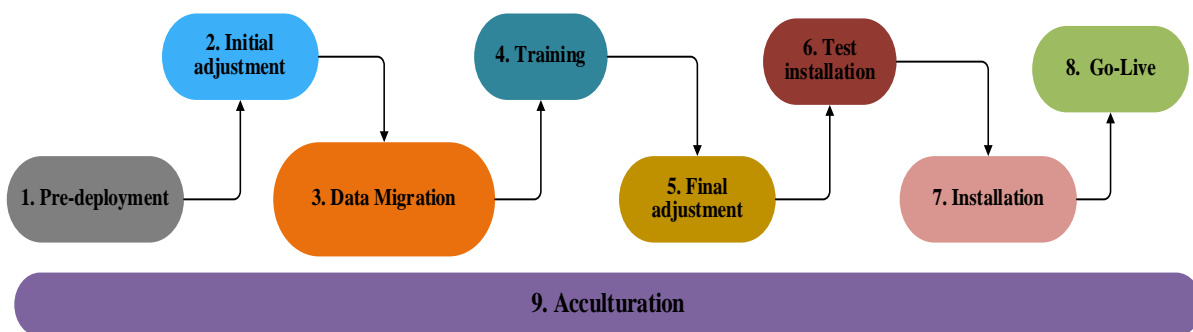 1. Pre-deployment
2. Initial
adjustment
3. Data Migration
4. Training
5. Final
adjustment
6. Test
installation
7. Installation
8. Go-Live
9. Acculturation